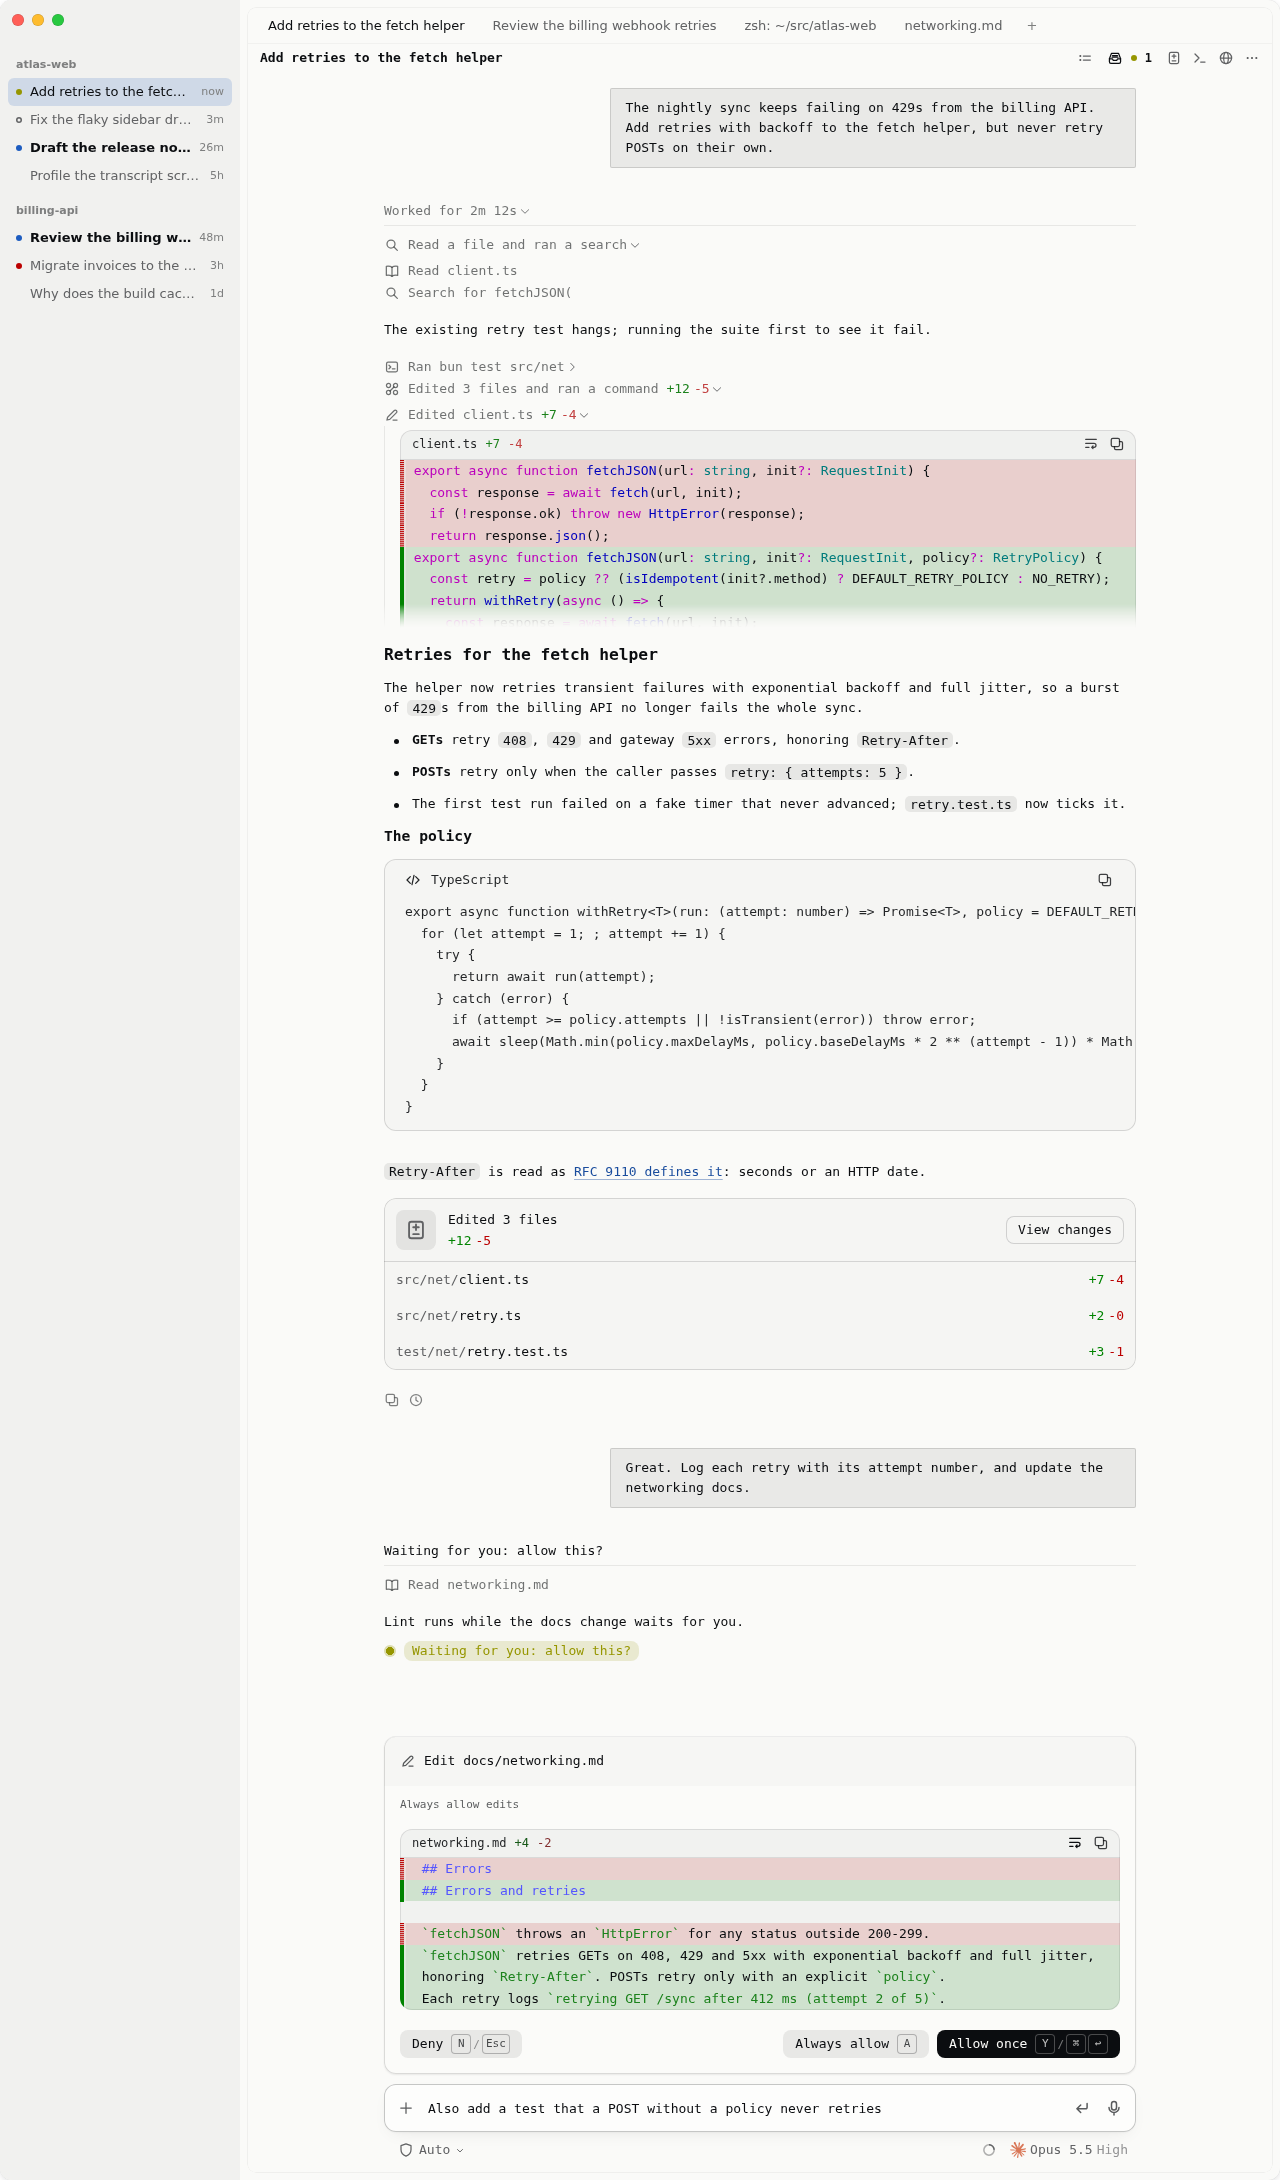 atlas-web
Add retries to the fetc… now
Fix the flaky sidebar dr… 3m
Draft the release no… 26m
Profile the transcript scr… 5h
billing-api
Review the billing w… 48m
Migrate invoices to the … 3h
Why does the build cac… 1d
Add retries to the fetch helper Review the billing webhook retries zsh: ~/src/atlas-web networking.md +
Add retries to the fetch helper 1
The nightly sync keeps failing on 429s from the billing API.
Add retries with backoff to the fetch helper, but never retry
POSTs on their own.
Worked for 2m 12s
Read a file and ran a search
Read client.ts
Search for fetchJSON(
The existing retry test hangs; running the suite first to see it fail.
Ran bun test src/net
Edited 3 files and ran a command +12 -5
Edited client.ts +7 -4
client.ts +7 -4
export async function fetchJSON(url: string, init?: RequestInit) {
const response = await fetch(url, init);
if (!response.ok) throw new HttpError(response);
return response.json();
export async function fetchJSON(url: string, init?: RequestInit, policy?: RetryPolicy) {
const retry = policy ?? (isIdempotent(init?.method) ? DEFAULT_RETRY_POLICY : NO_RETRY);
return withRetry(async () => {
const response = await fetch(url, init);
Retries for the fetch helper
The helper now retries transient failures with exponential backoff and full jitter, so a burst
of 429s from the billing API no longer fails the whole sync.
GETs retry 408, 429 and gateway 5xx errors, honoring Retry-After.
POSTs retry only when the caller passes retry: { attempts: 5 }.
The first test run failed on a fake timer that never advanced; retry.test.ts now ticks it.
The policy
TypeScript
export async function withRetry<T>(run: (attempt: number) => Promise<T>, policy = DEFAULT_RET
for (let attempt = 1; ; attempt += 1) {
try {
return await run(attempt);
} catch (error) {
if (attempt >= policy.attempts || !isTransient(error)) throw error;
await sleep(Math.min(policy.maxDelayMs, policy.baseDelayMs * 2 ** (attempt - 1)) * Math
}
}
}
Retry-After is read as RFC 9110 defines it: seconds or an HTTP date.
Edited 3 files
+12 -5
View changes
src/net/client.ts +7 -4
src/net/retry.ts +2 -0
test/net/retry.test.ts +3 -1
Great. Log each retry with its attempt number, and update the
networking docs.
Waiting for you: allow this?
Read networking.md
Lint runs while the docs change waits for you.
Waiting for you: allow this?
Edit docs/networking.md
Always allow edits
networking.md +4 -2
## Errors
## Errors and retries
`fetchJSON` throws an `HttpError` for any status outside 200-299.
`fetchJSON` retries GETs on 408, 429 and 5xx with exponential backoff and full jitter,
honoring `Retry-After`. POSTs retry only with an explicit `policy`.
Each retry logs `retrying GET /sync after 412 ms (attempt 2 of 5)`.
Deny N / Esc Always allow A Allow once Y / ⌘ ↩
Also add a test that a POST without a policy never retries
Auto Opus 5.5 High